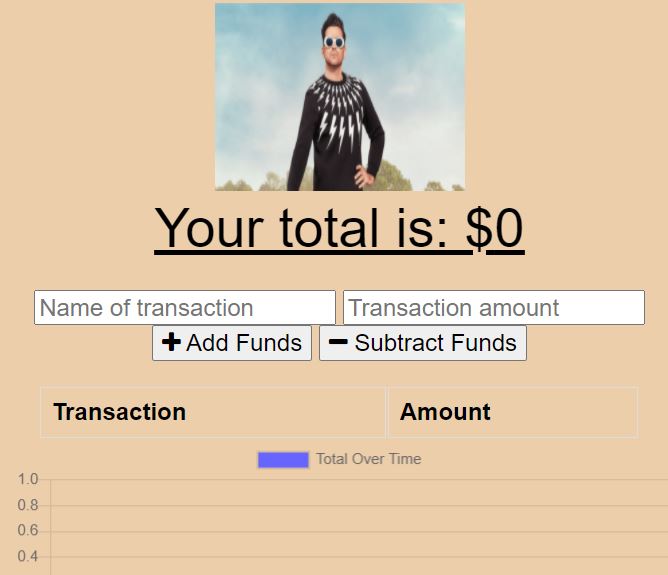 Your total is: $0
Name of transaction Transaction amount
Add Funds Subtract Funds
Transaction Amount
Total Over Time
1.0
0.8
0.6
0.4